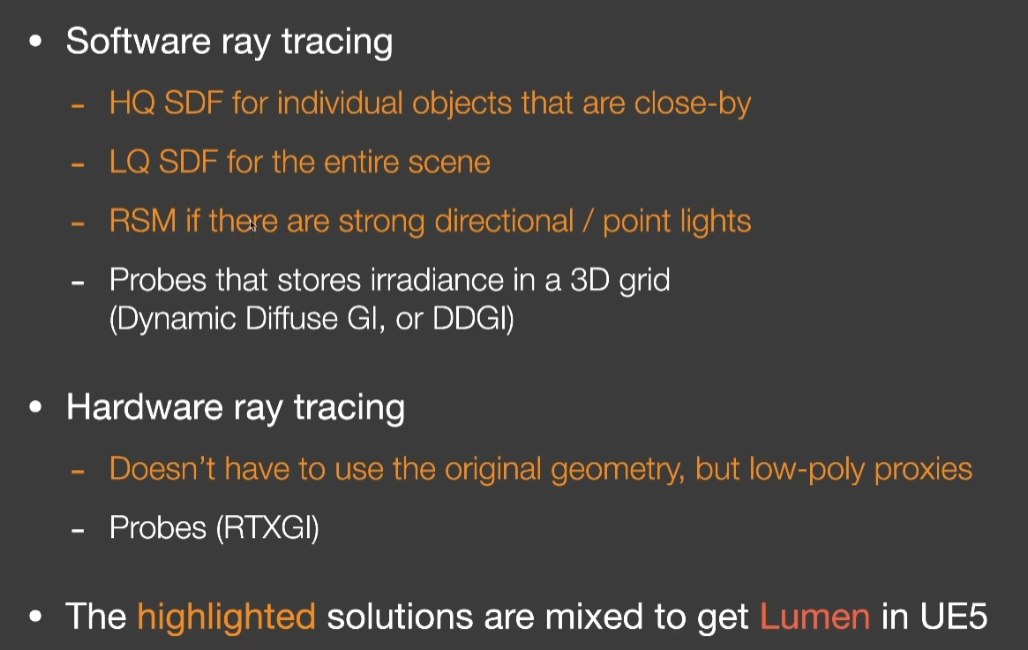 • Software ray tracing
- HQ SDF for individual objects that are close-by
- LQ SDF for the entire scene
- RSM if there are strong directional / point lights
- Probes that stores irradiance in a 3D grid
(Dynamic Diffuse GI, or DDGI)
• Hardware ray tracing
- Doesn't have to use the original geometry, but low-poly proxies
- Probes (RTXGI)
• The highlighted solutions are mixed to get Lumen in UE5